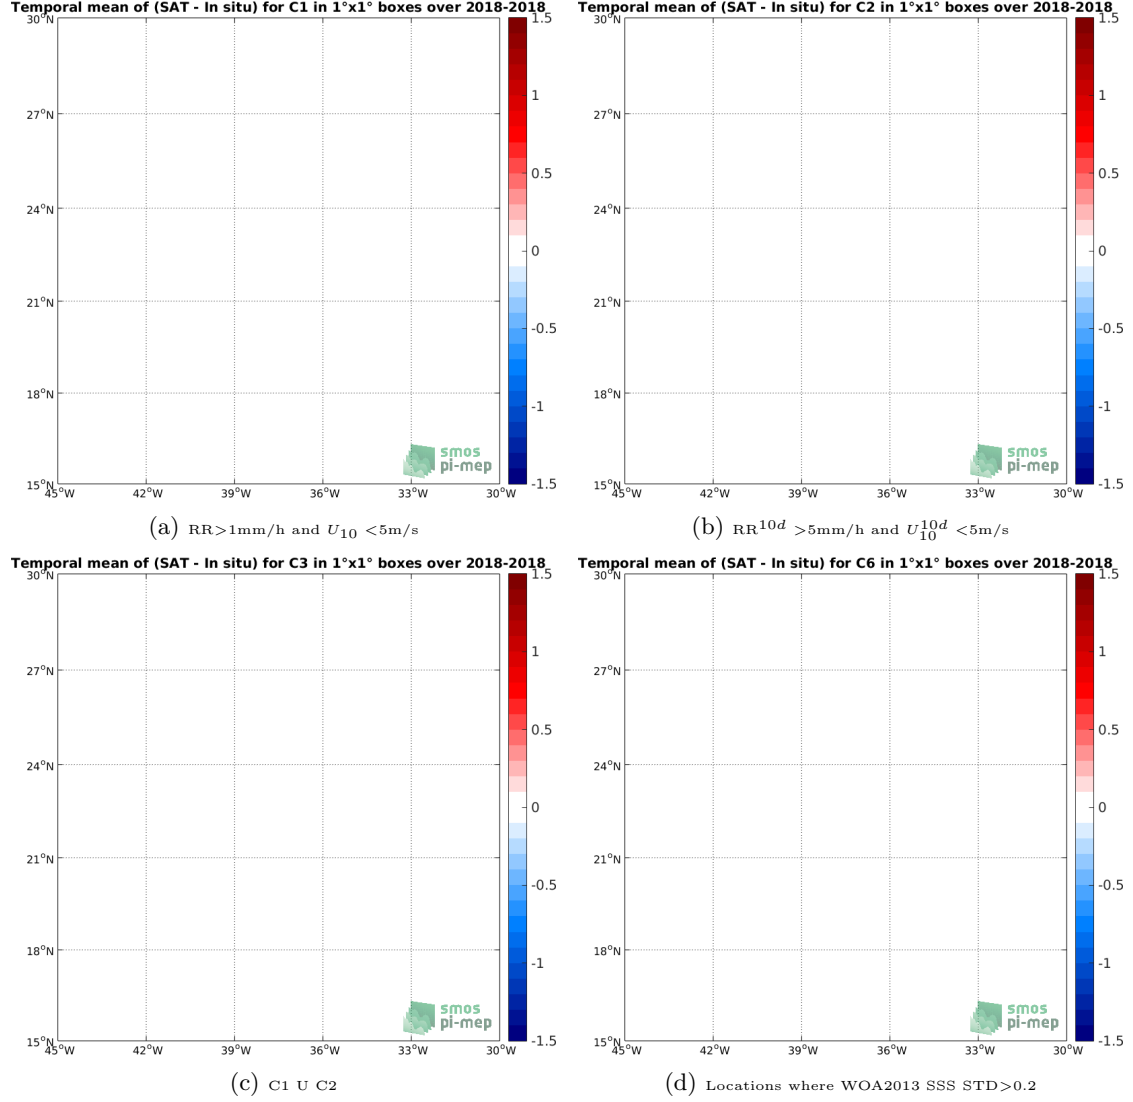 Temporal mean of (SAT - In situ) for C1 in 1°x1° boxes over 2018-2018
30°N
27°N
24°N
21°N
18°N
15°N
45°W 42°W 39°W 36°W 33°W 30°W
1.5
1
0.5
0
-0.5
-1
-1.5
smos
pi-mep
(a) RR>1mm/h and U10 <5m/s
Temporal mean of (SAT - In situ) for C2 in 1°x1° boxes over 2018-2018
30°N
27°N
24°N
21°N
18°N
15°N
45°W 42°W 39°W 36°W 33°W 30°W
1.5
1
0.5
0
-0.5
-1
-1.5
smos
pi-mep
(b) RR^10d >5mm/h and U10^10d <5m/s
Temporal mean of (SAT - In situ) for C3 in 1°x1° boxes over 2018-2018
30°N
27°N
24°N
21°N
18°N
15°N
45°W 42°W 39°W 36°W 33°W 30°W
1.5
1
0.5
0
-0.5
-1
-1.5
smos
pi-mep
(c) C1 U C2
Temporal mean of (SAT - In situ) for C6 in 1°x1° boxes over 2018-2018
30°N
27°N
24°N
21°N
18°N
15°N
45°W 42°W 39°W 36°W 33°W 30°W
1.5
1
0.5
0
-0.5
-1
-1.5
smos
pi-mep
(d) Locations where WOA2013 SSS STD>0.2